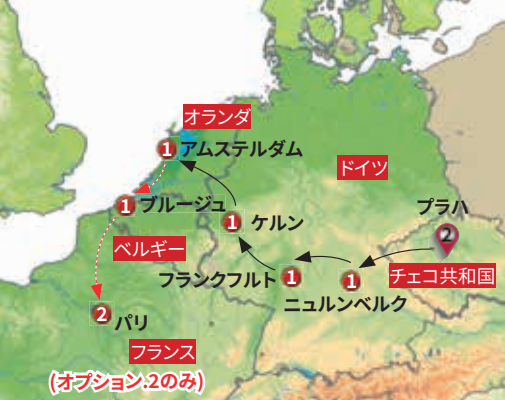 オランダ
1
アムステルダム
ドイツ
1
ブルージュ
プラハ
2
1
ケルン
ベルギー
フランクフルト
1
1
チェコ共和国
ニュルンベルク
2
パリ
フランス
(オプション.2のみ)